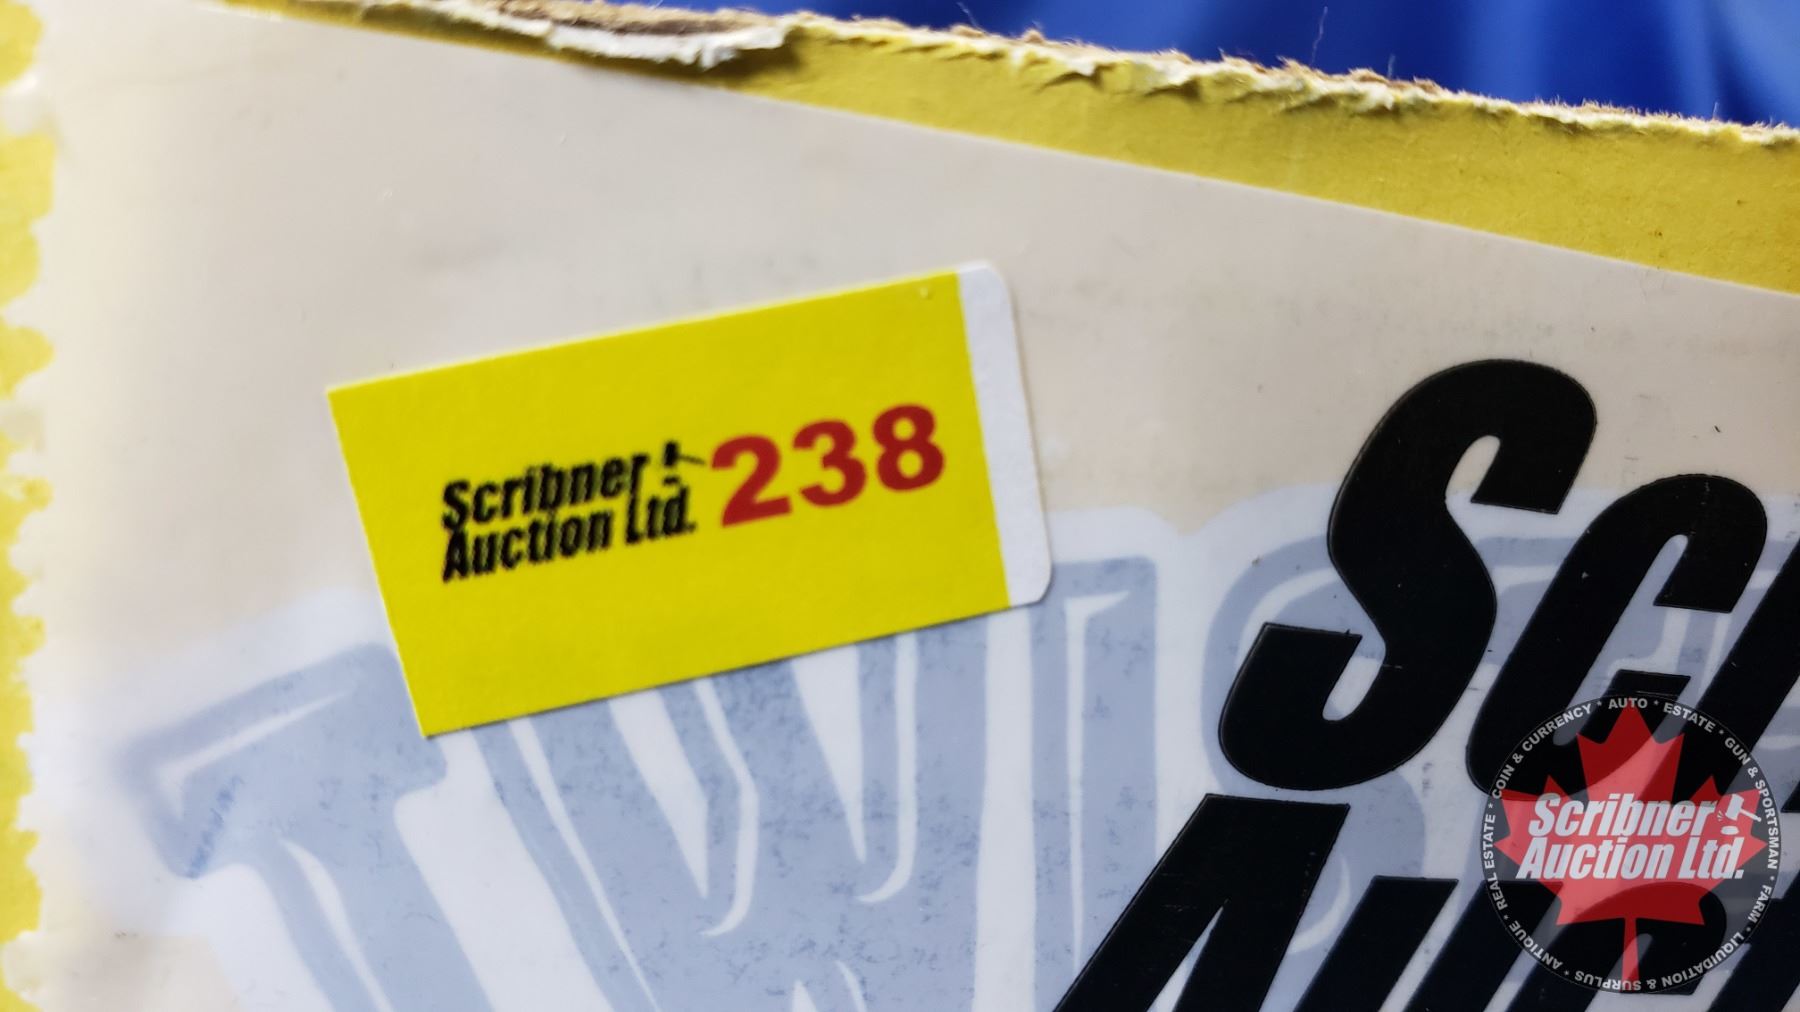 Scribner
Auction Ltd.
238
Sc
COIN & CURRENCY * AUTO * ESTATE * GUN & SPORTSMAN * FARM * LIQUIDATION & SURPLUS * ANTIQUE * REAL ESTATE *
Scribner
Auction Ltd.